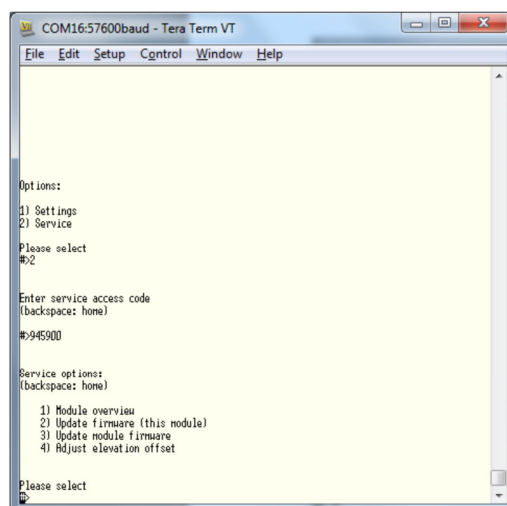 COM16:57600baud - Tera Term VT
File Edit Setup Control Window Help
Options:
1) Settings
2) Service
Please select
#>2
Enter service access code
(backspace: home)
#>945900
Service options:
(backspace: home)
1) Module overview
2) Update firmware (this module)
3) Update module firmware
4) Adjust elevation offset
Please select
#>